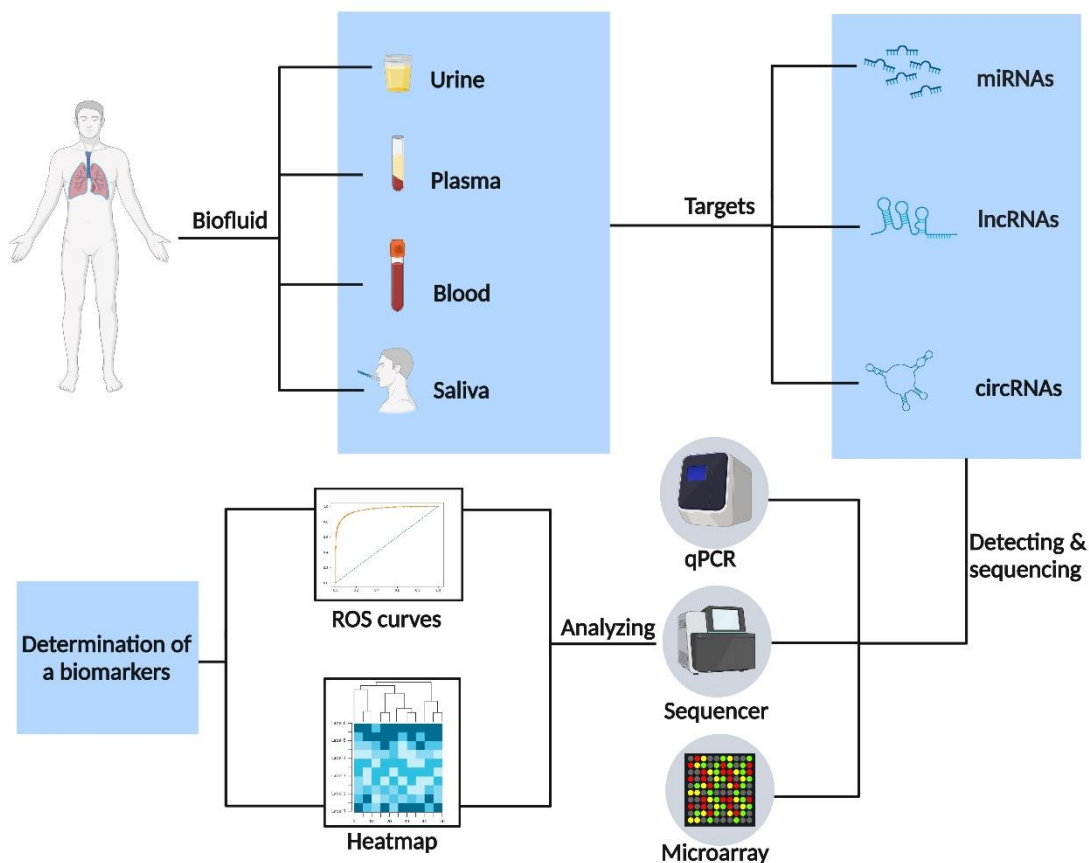 Urine
Plasma
Biofluid
Blood
Saliva
Targets
miRNAs
lncRNAs
circRNAs
Detecting &
sequencing
qPCR
Sequencer
Microarray
Analyzing
ROS curves
Heatmap
Determination of
a biomarkers